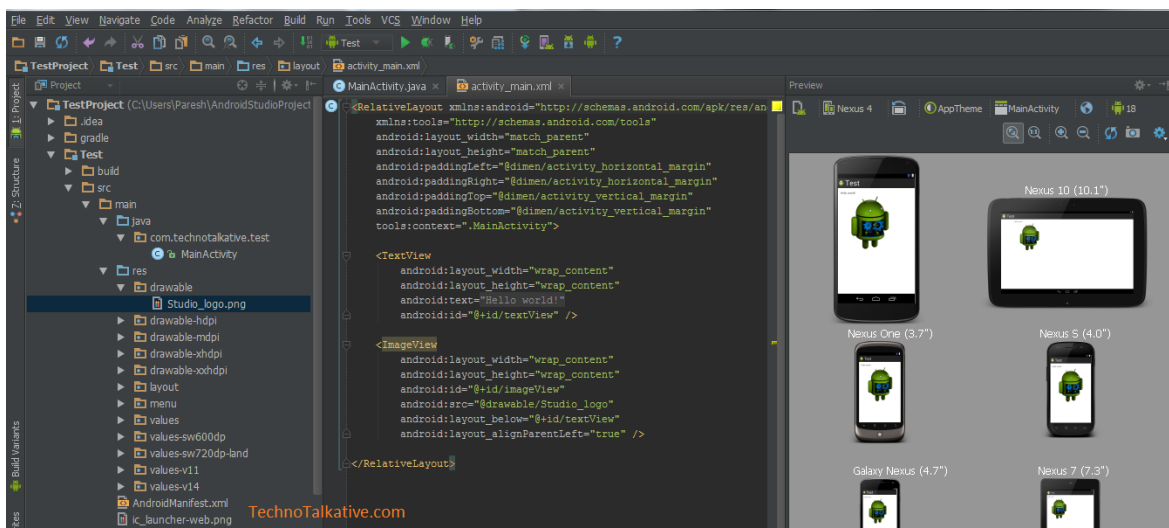 File Edit View Navigate Code Analyze Refactor Build Run Tools VCS Window Help
Test
TestProject Test src main res layout activity_main.xml
1: Project
Z: Structure
Build Variants
Project
TestProject (C:\Users\Paresh\AndroidStudioProject
.idea
gradle
Test
build
src
main
java
com.technotalkative.test
MainActivity
res
drawable
Studio_logo.png
drawable-hdpi
drawable-mdpi
drawable-xhdpi
drawable-xxhdpi
layout
menu
values
values-sw600dp
values-sw720dp-land
values-v11
values-v14
AndroidManifest.xml
ic_launcher-web.png
TechnoTalkative.com
MainActivity.java activity_main.xml
<RelativeLayout xmlns:android="http://schemas.android.com/apk/res/an
xmlns:tools="http://schemas.android.com/tools"
android:layout_width="match_parent"
android:layout_height="match_parent"
android:paddingLeft="@dimen/activity_horizontal_margin"
android:paddingRight="@dimen/activity_horizontal_margin"
android:paddingTop="@dimen/activity_vertical_margin"
android:paddingBottom="@dimen/activity_vertical_margin"
tools:context=".MainActivity">
<TextView
android:layout_width="wrap_content"
android:layout_height="wrap_content"
android:text="Hello world!"
android:id="@+id/textView" />
<ImageView
android:layout_width="wrap_content"
android:layout_height="wrap_content"
android:id="@+id/imageView"
android:src="@drawable/Studio_logo"
android:layout_below="@+id/textView"
android:layout_alignParentLeft="true" />
</RelativeLayout>
Preview
Nexus 4 AppTheme MainActivity 18
Test
Nexus 10 (10.1")
Nexus One (3.7")
Nexus S (4.0")
Galaxy Nexus (4.7")
Nexus 7 (7.3")